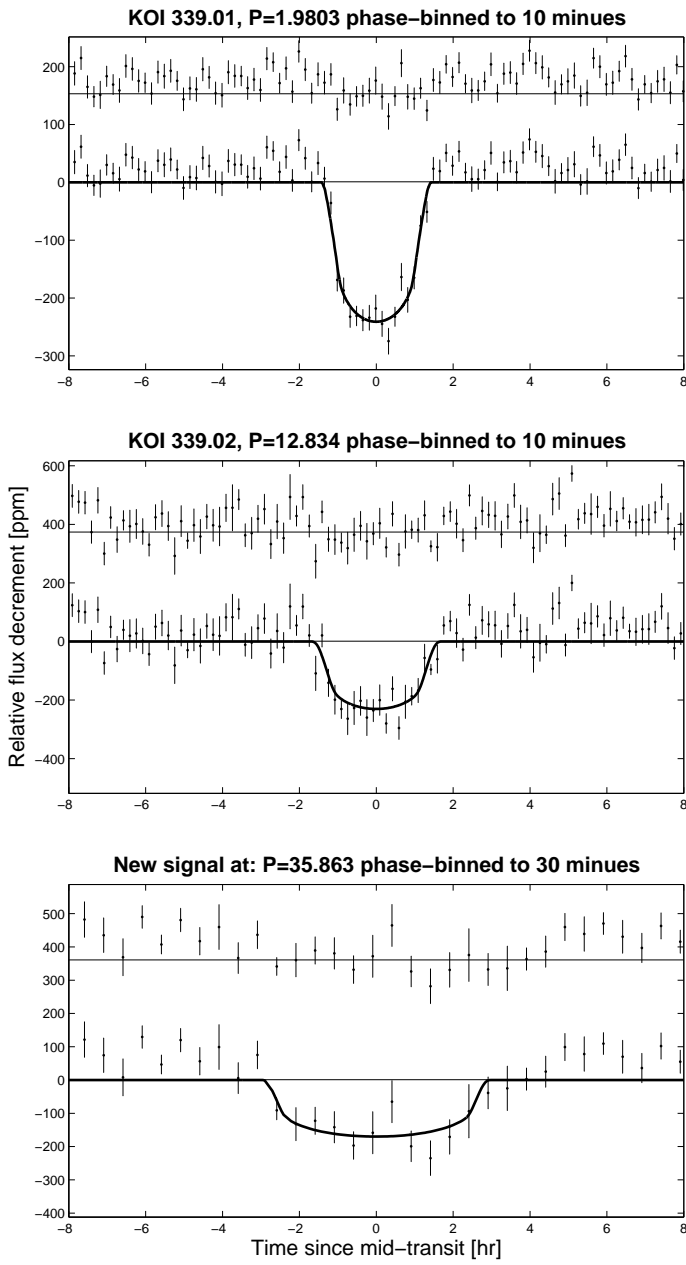 KOI 339.01, P=1.9803 phase−binned to 10 minues
200
100
0
−100
−200
−300
−8 −6 −4 −2 0 2 4 6 8
KOI 339.02, P=12.834 phase−binned to 10 minues
600
400
200
0
−200
−400
−8 −6 −4 −2 0 2 4 6 8
Relative flux decrement [ppm]
New signal at: P=35.863 phase−binned to 30 minues
500
400
300
200
100
0
−100
−200
−300
−400
−8 −6 −4 −2 0 2 4 6 8
Time since mid−transit [hr]